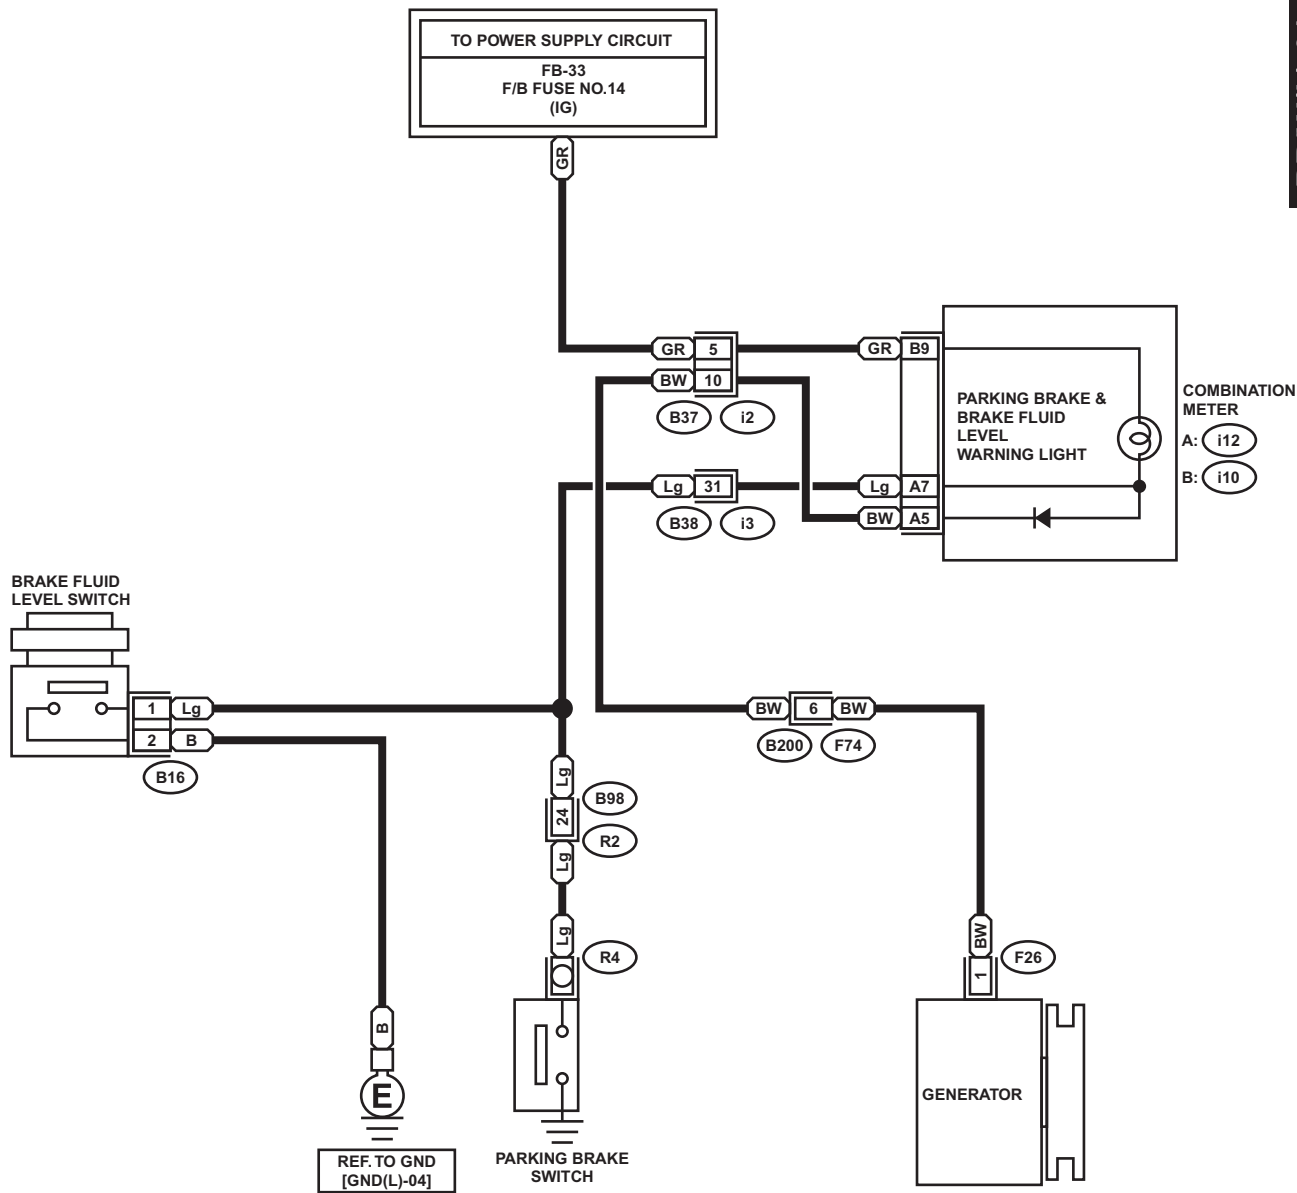 TO POWER SUPPLY CIRCUIT
FB-33
F/B FUSE NO.14
(IG)
GR
GR 5 GR B9
BW 10
B37 i2
PARKING BRAKE &
BRAKE FLUID
LEVEL
WARNING LIGHT
COMBINATION
METER
A: i12
B: i10
Lg 31 Lg A7
BW A5
B38 i3
BRAKE FLUID
LEVEL SWITCH
1 Lg
2 B
B16
BW 6 BW
B200 F74
Lg
24
B98
R2
Lg
Lg
R4
BW
1
F26
B
E
REF. TO GND
[GND(L)-04]
PARKING BRAKE
SWITCH
GENERATOR